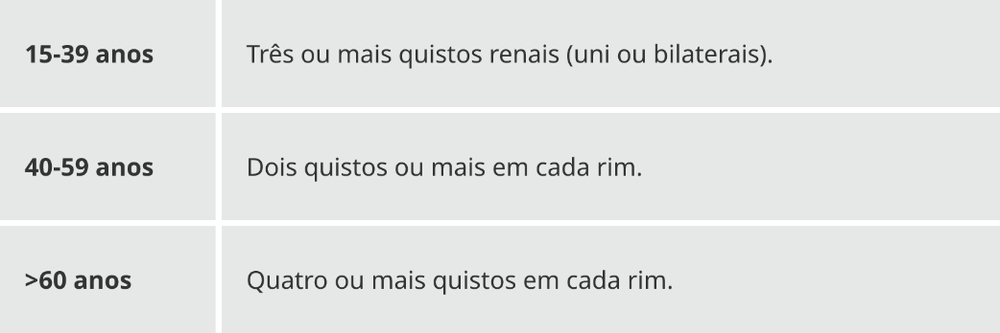 15-39 anos Três ou mais quistos renais (uni ou bilaterais).
40-59 anos Dois quistos ou mais em cada rim.
>60 anos Quatro ou mais quistos em cada rim.